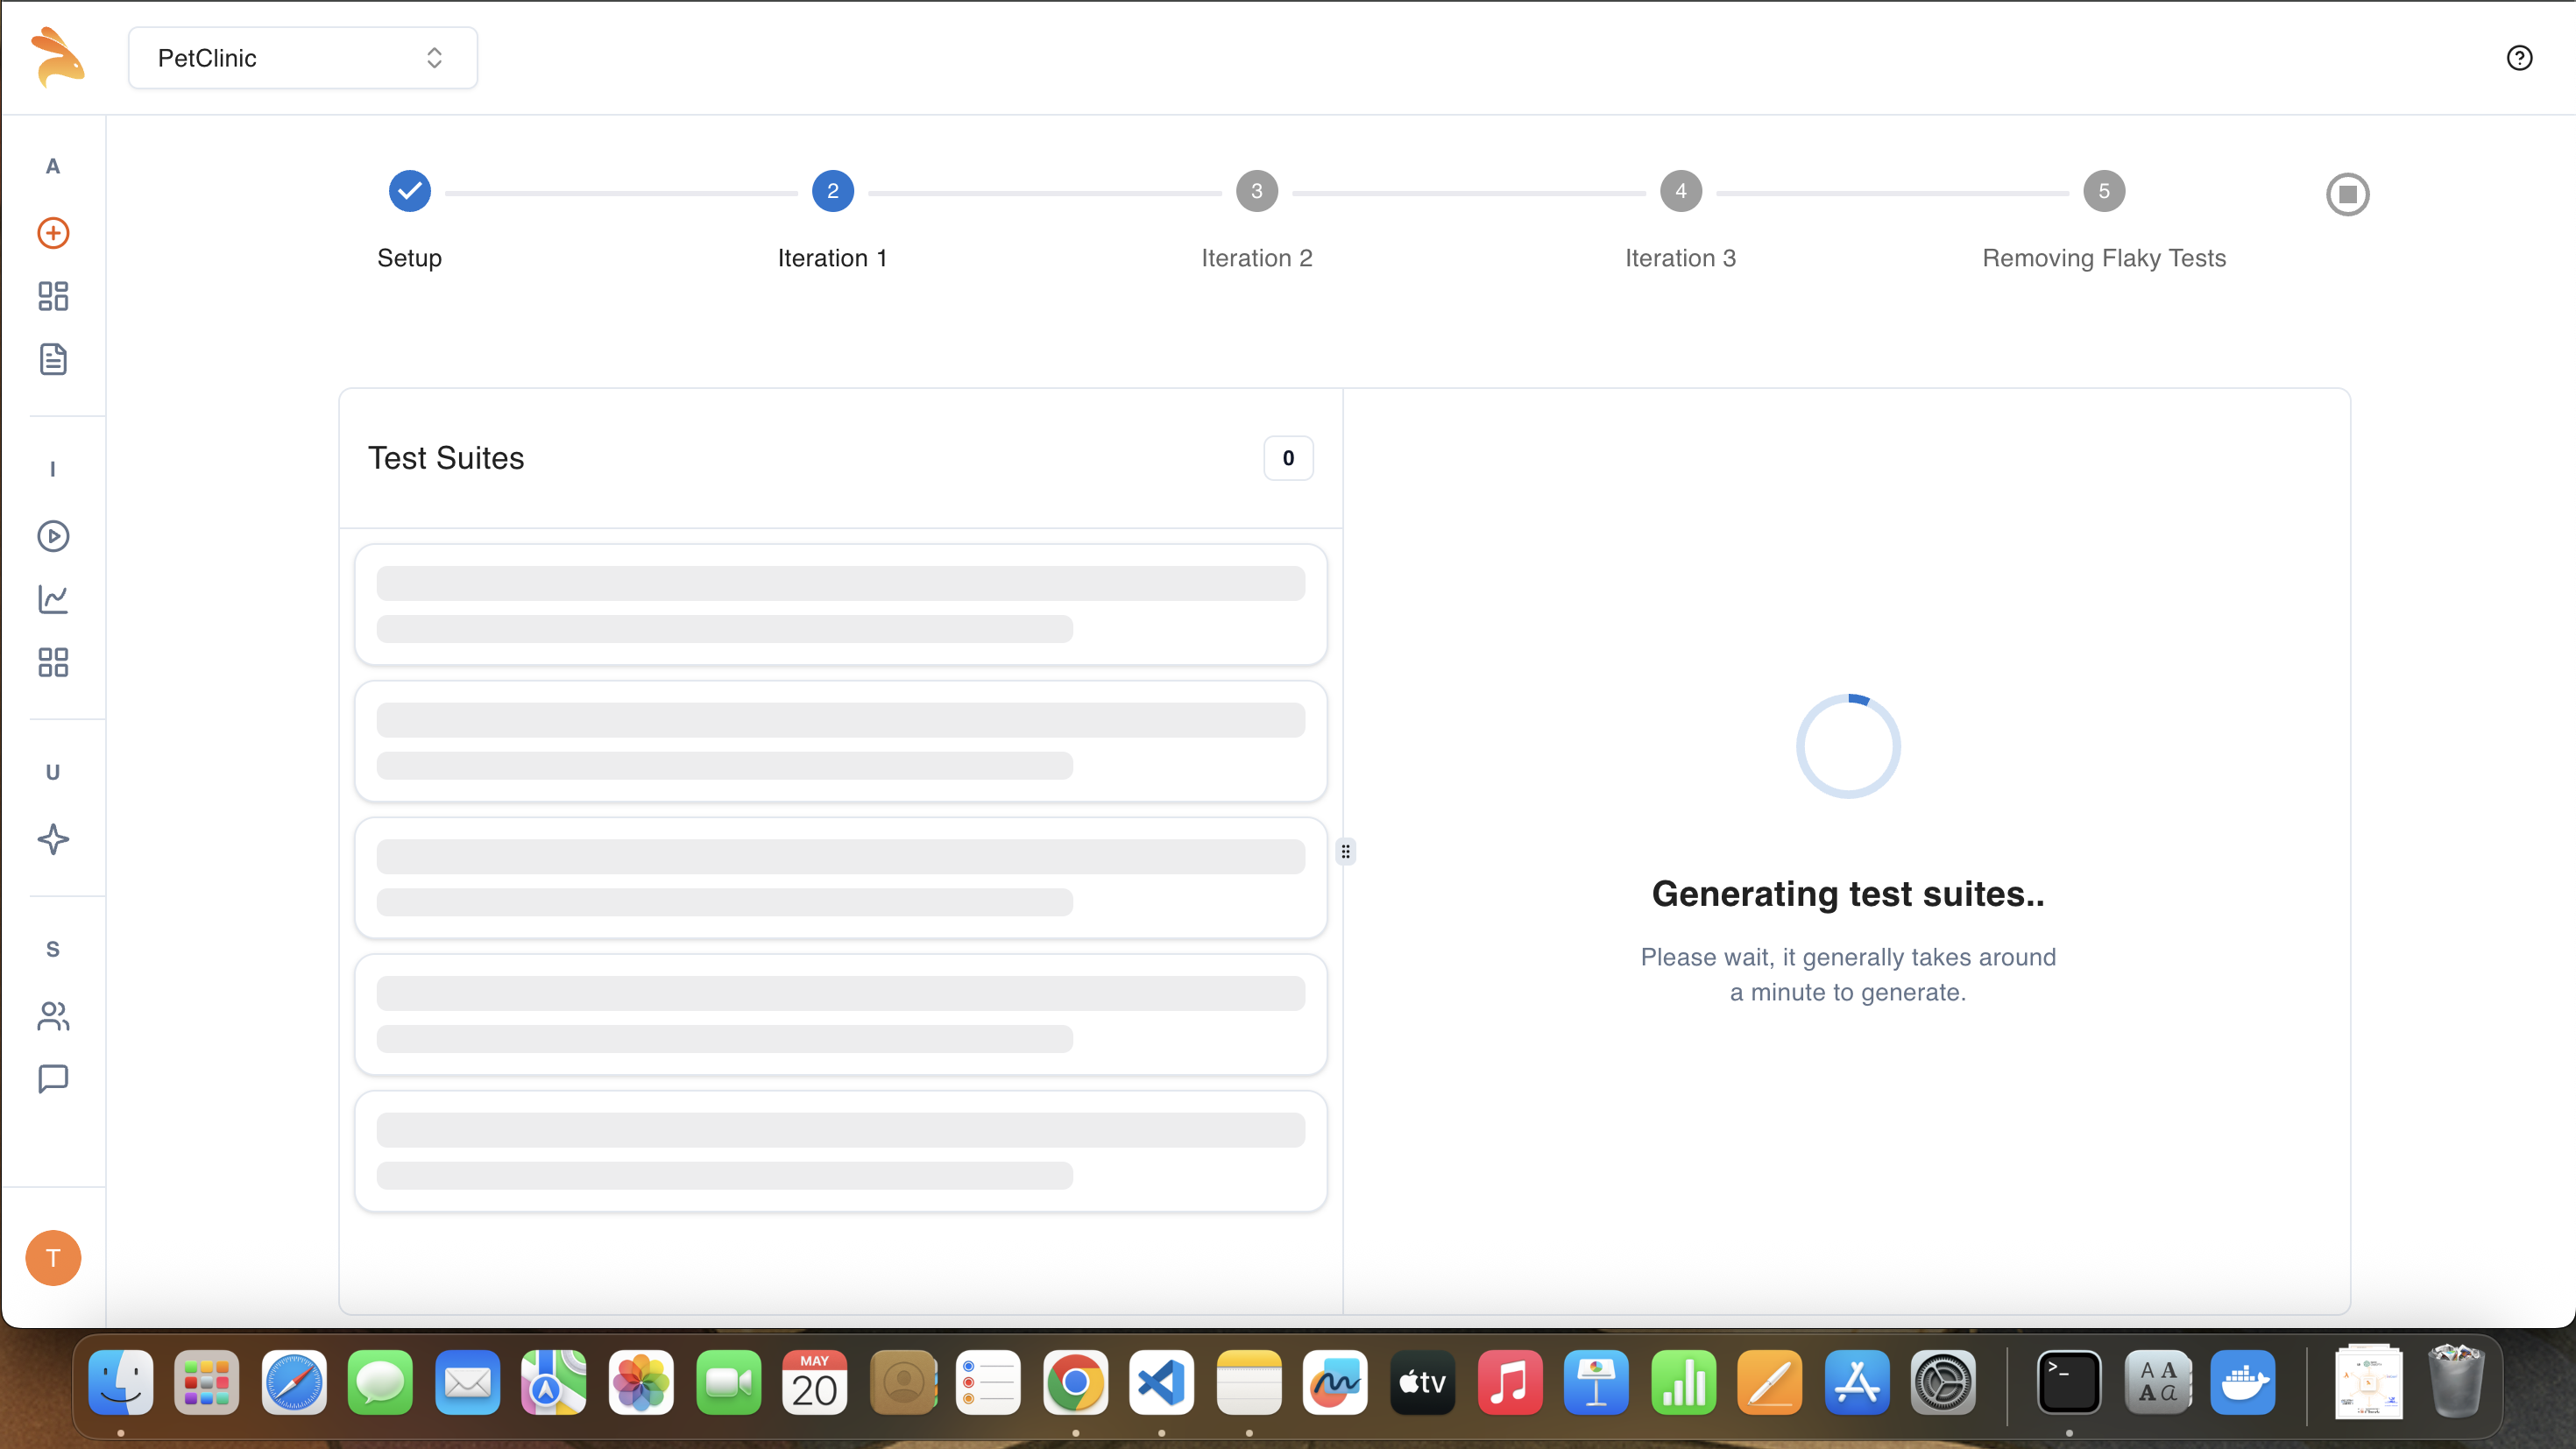 PetClinic
A
I
U
S
T
2
3
4
5
Setup
Iteration 1
Iteration 2
Iteration 3
Removing Flaky Tests
Test Suites
0
Generating test suites..
Please wait, it generally takes around
a minute to generate.
MAY
20
tv
>_
A A
A a